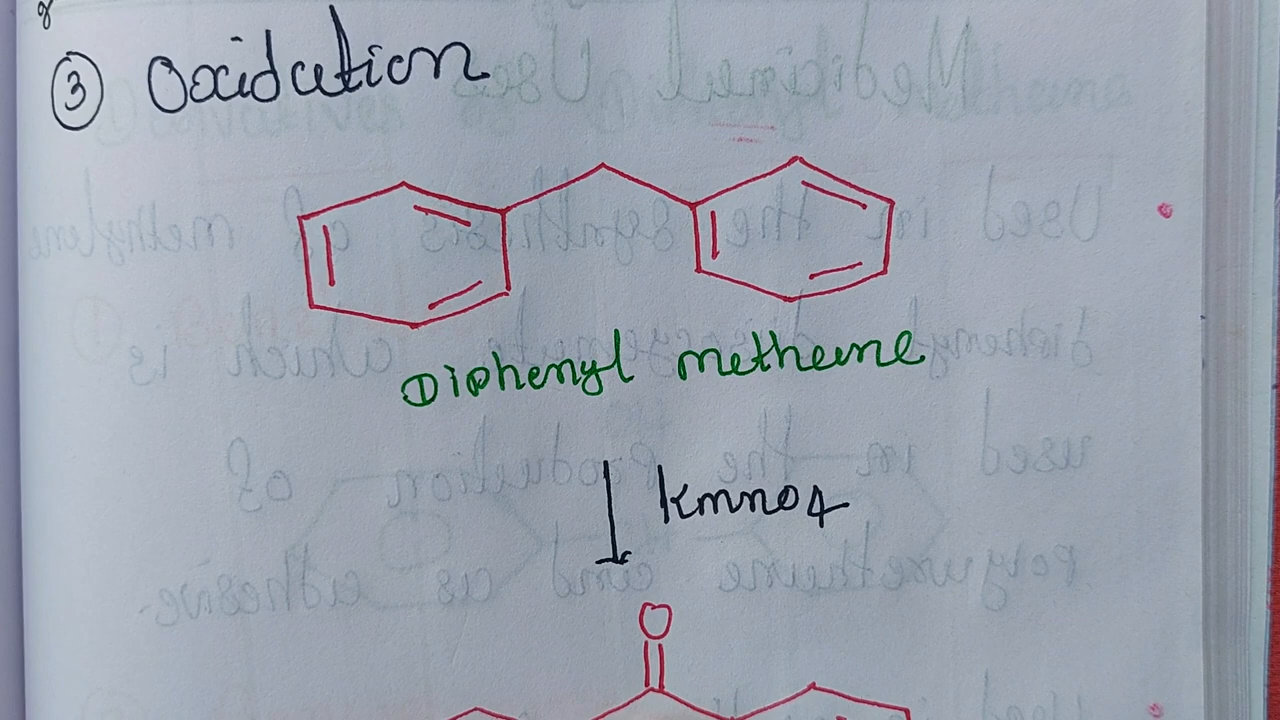 ③ Oxidation
Diphenyl methane
kmno4
O